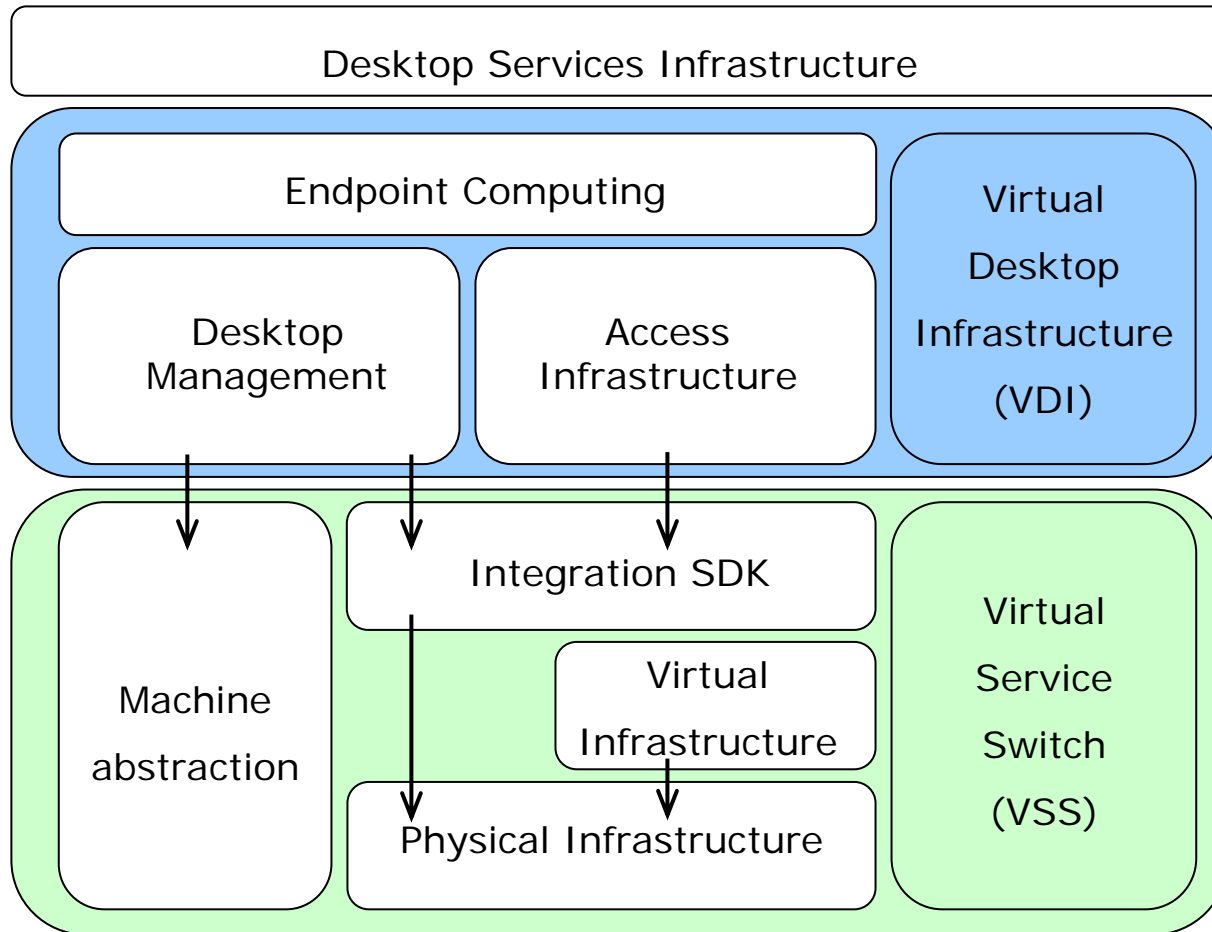 Desktop Services Infrastructure
Endpoint Computing
Desktop
Management
Access
Infrastructure
Virtual
Desktop
Infrastructure
(VDI)
Machine
abstraction
Integration SDK
Virtual
Infrastructure
Physical Infrastructure
Virtual
Service
Switch
(VSS)